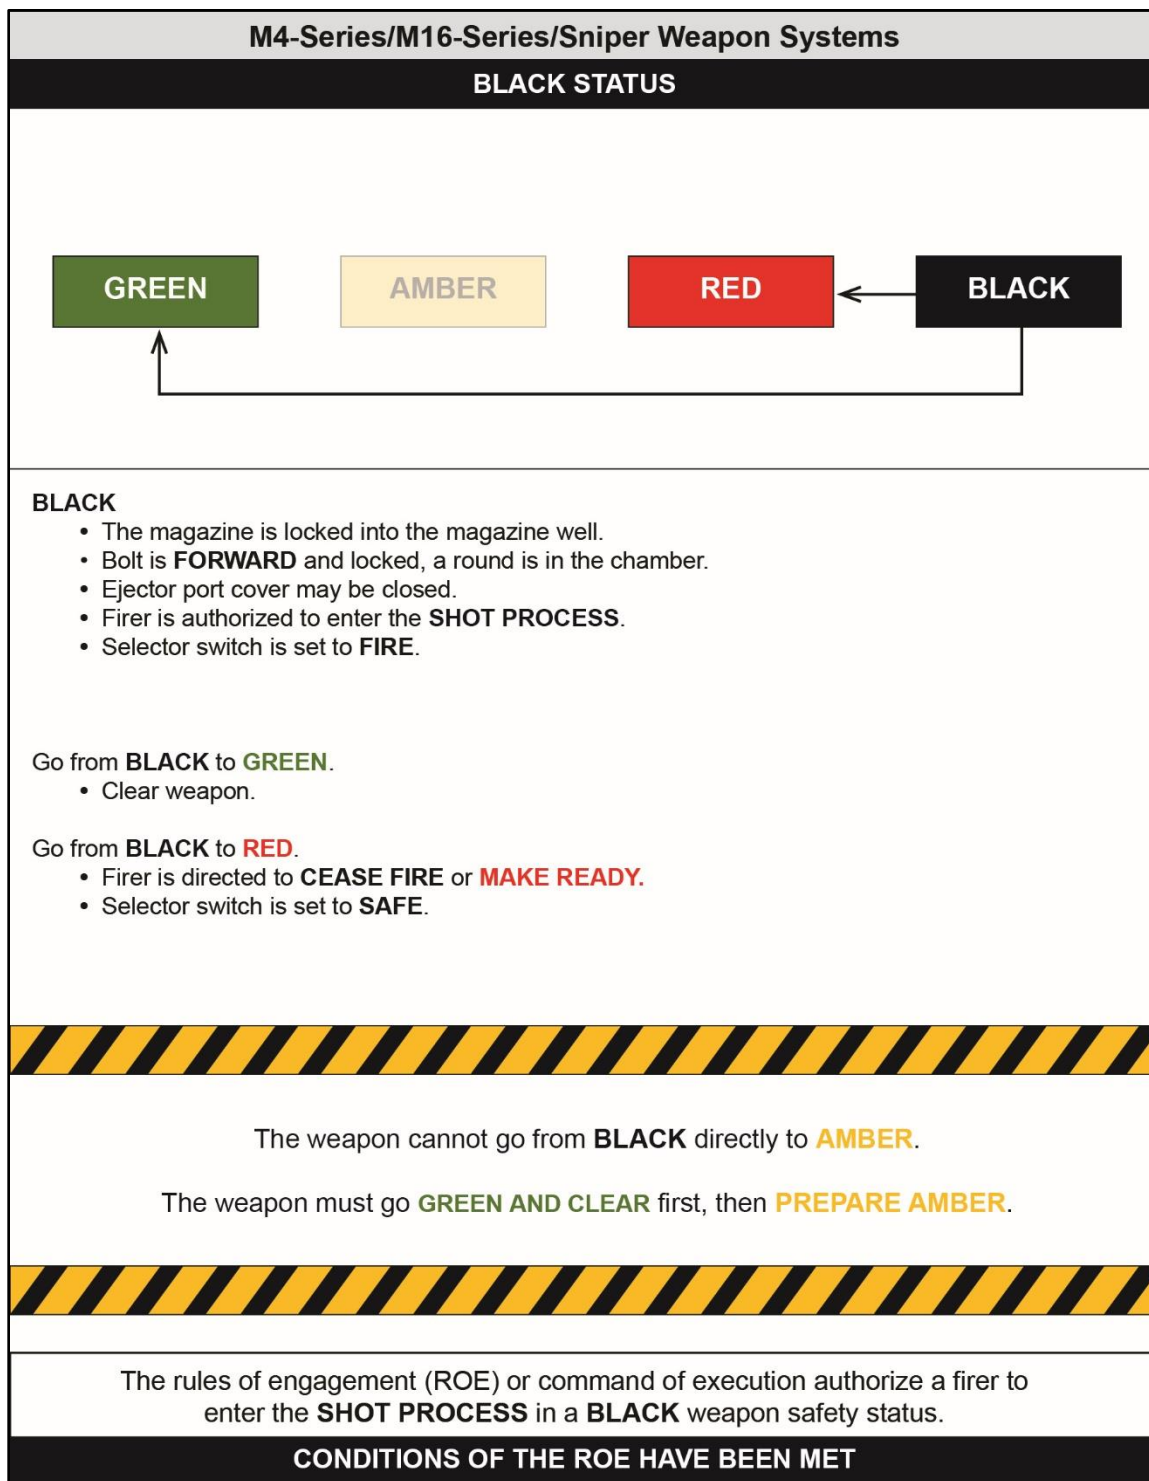 M4-Series/M16-Series/Sniper Weapon Systems
BLACK STATUS
GREEN
AMBER
RED
BLACK
BLACK
• The magazine is locked into the magazine well.
• Bolt is FORWARD and locked, a round is in the chamber.
• Ejector port cover may be closed.
• Firer is authorized to enter the SHOT PROCESS.
• Selector switch is set to FIRE.
Go from BLACK to GREEN.
• Clear weapon.
Go from BLACK to RED.
• Firer is directed to CEASE FIRE or MAKE READY.
• Selector switch is set to SAFE.
The weapon cannot go from BLACK directly to AMBER.
The weapon must go GREEN AND CLEAR first, then PREPARE AMBER.
The rules of engagement (ROE) or command of execution authorize a firer to
enter the SHOT PROCESS in a BLACK weapon safety status.
CONDITIONS OF THE ROE HAVE BEEN MET